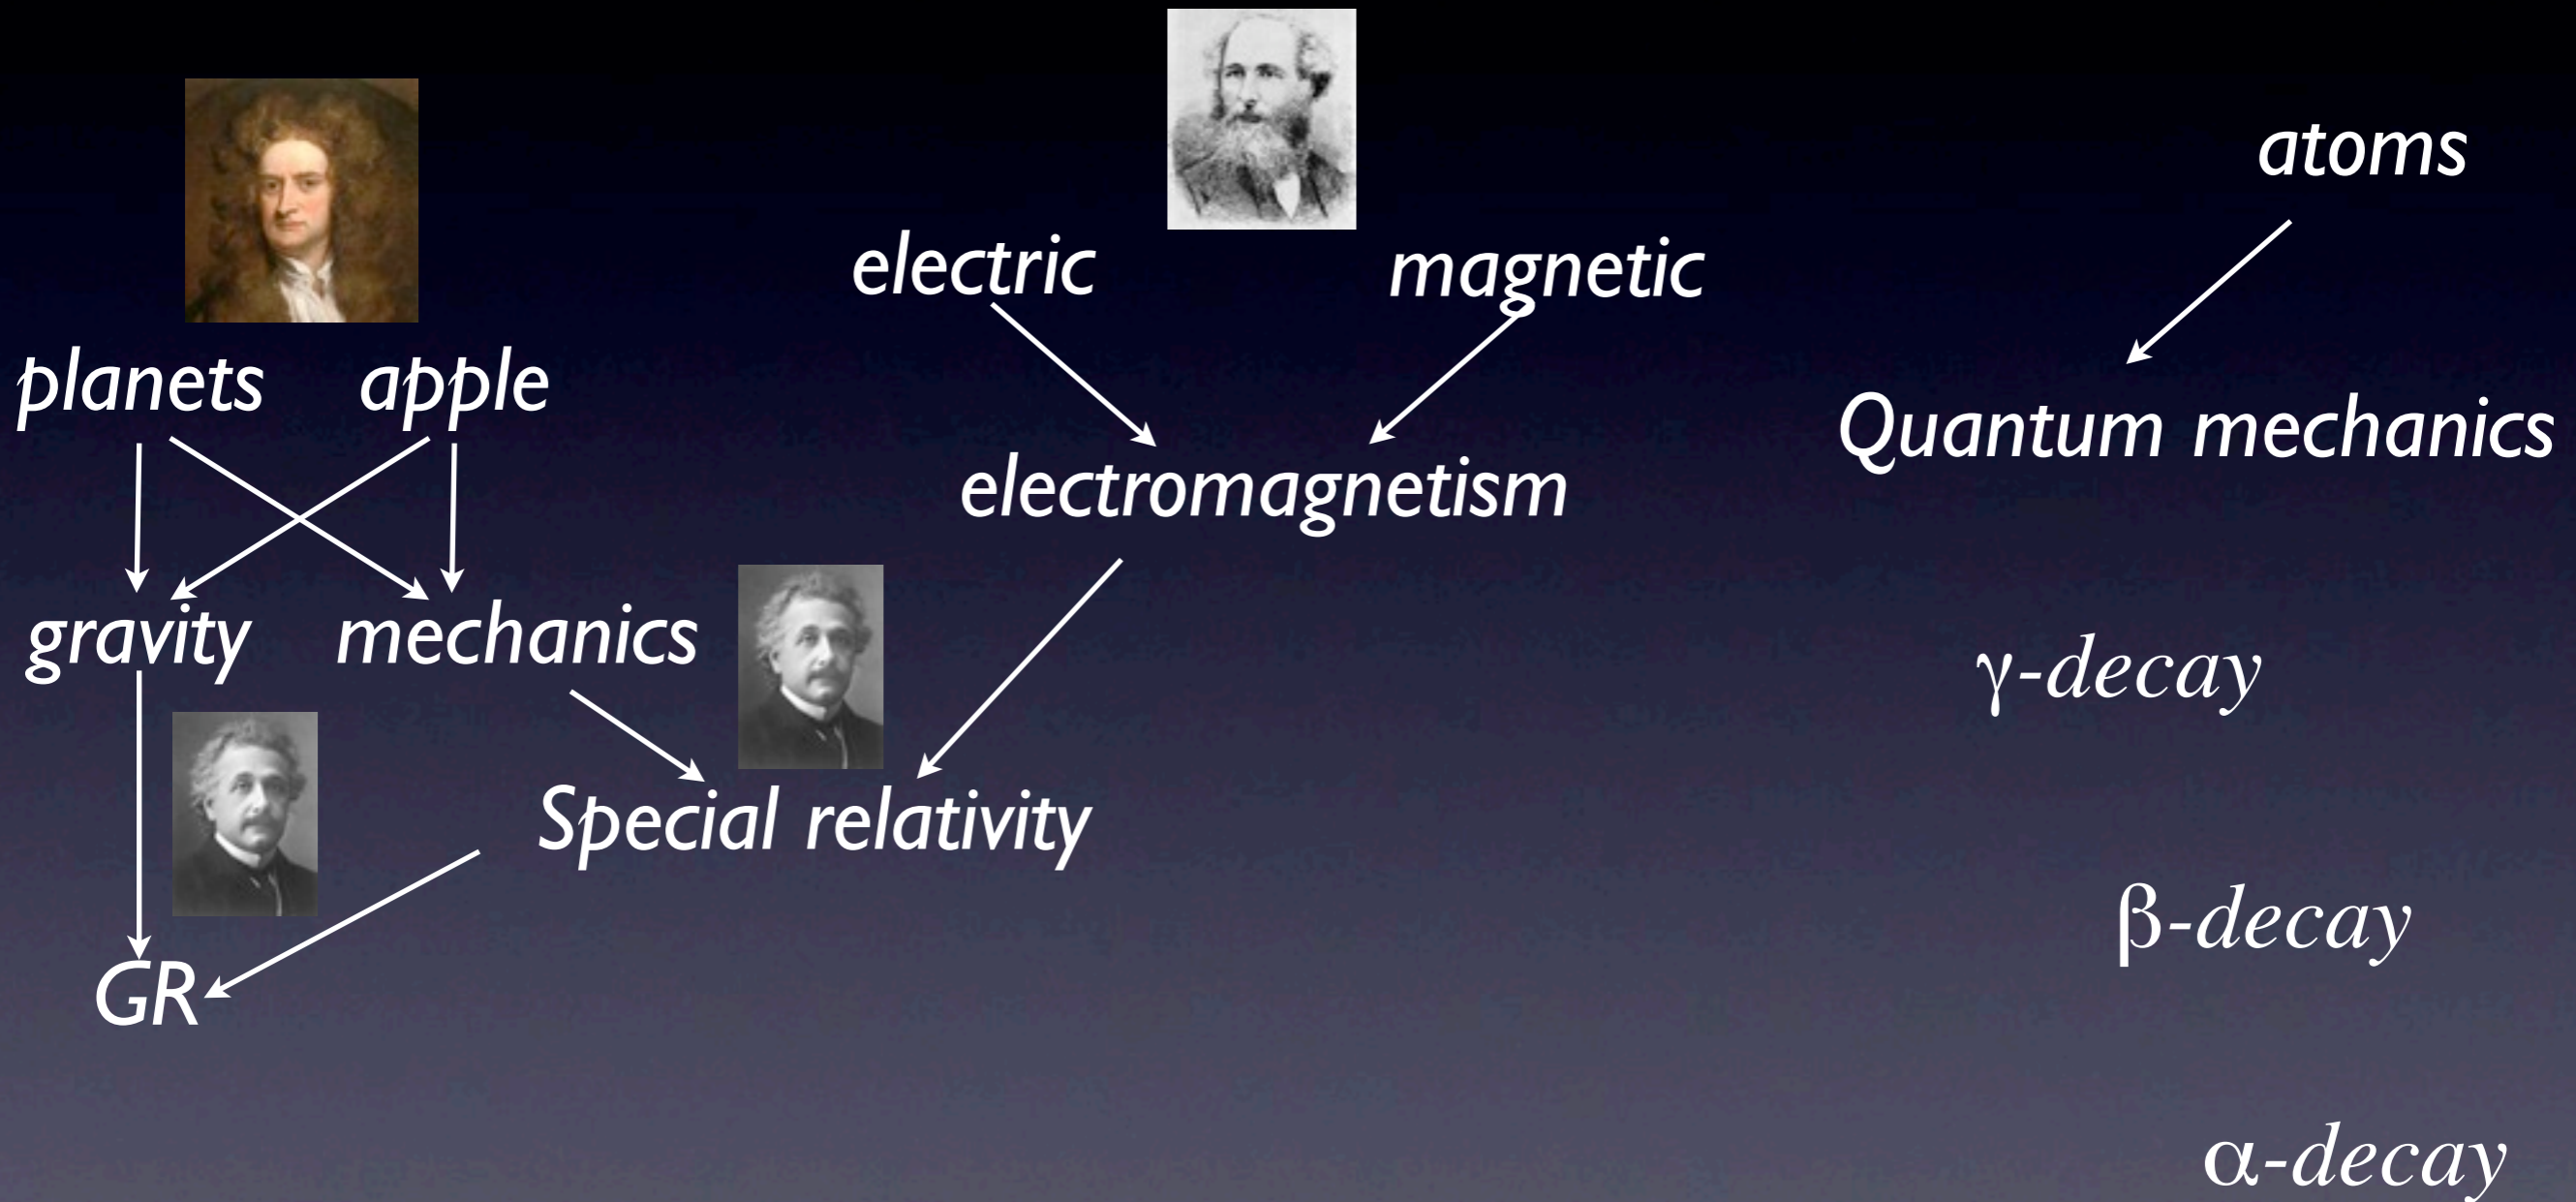 atoms
electric
magnetic
planets
apple
Quantum mechanics
electromagnetism
gravity
mechanics
γ-decay
Special relativity
β-decay
GR
α-decay